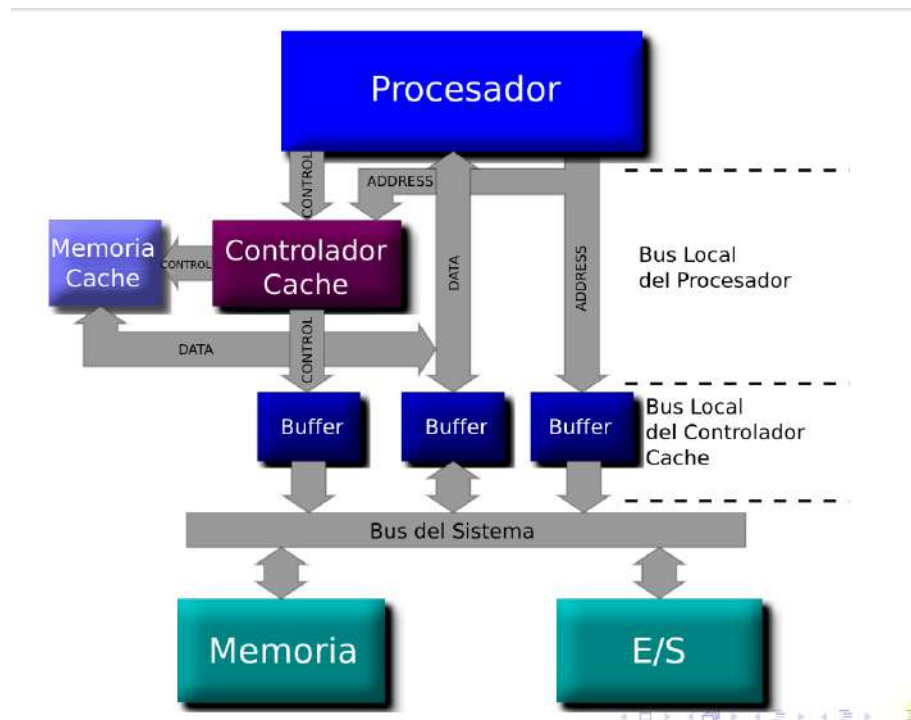 Procesador
CONTROL
ADDRESS
Memoria
Cache
CONTROL
Controlador
Cache
DATA
ADDRESS
Bus Local
del Procesador
DATA
CONTROL
Buffer
Buffer
Buffer
Bus Local
del Controlador
Cache
Bus del Sistema
Memoria
E/S